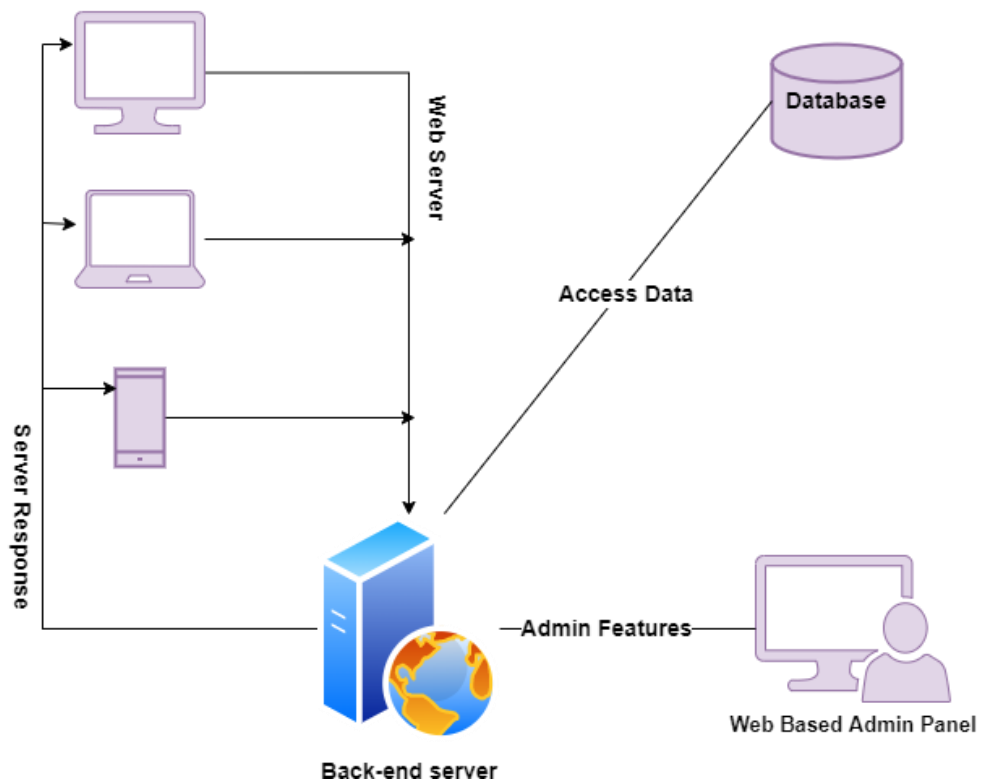 Web Server
Database
Access Data
Server Response
Admin Features
Web Based Admin Panel
Back-end server